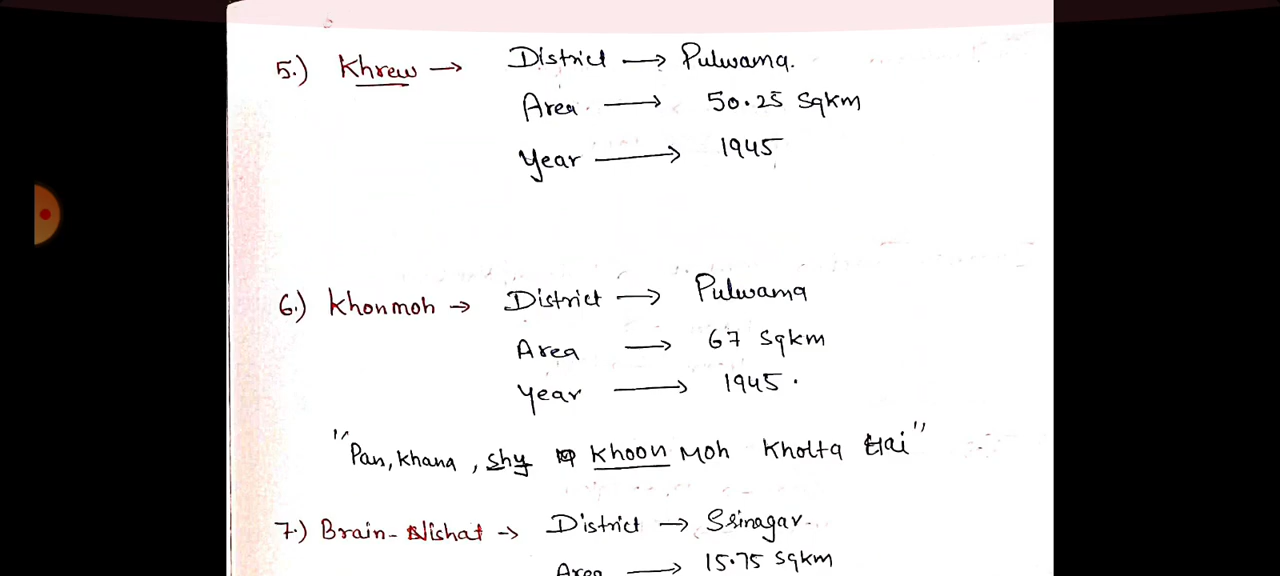 5.) Khrew → District → Pulwama.
Area → 50.25 Sqkm
Year → 1945
6.) Khonmoh → District → Pulwama
Area → 67 Sqkm
Year → 1945.
"Pan, Khana, shy khoon Moh Kholta Hai"
7.) Brain-Nishat → District → Srinagar.
Area → 15.75 Sqkm